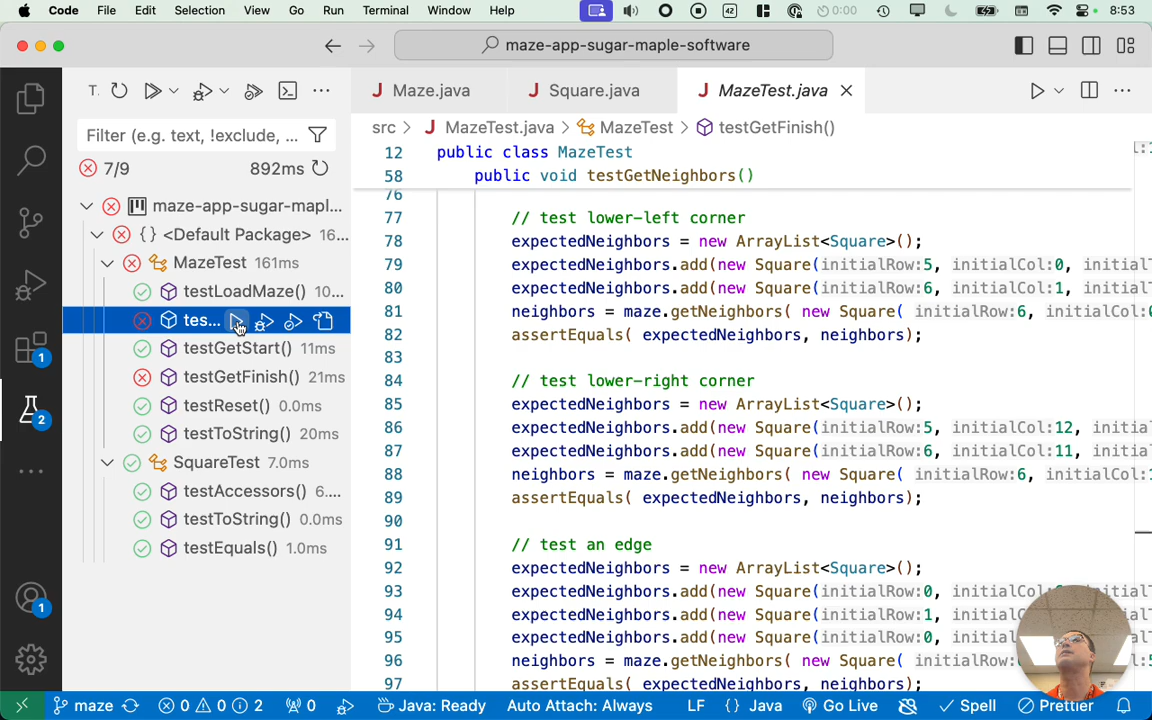 Code File Edit Selection View Go Run Terminal Window Help 42 0:00 8:53
maze-app-sugar-maple-software
T. Maze.java Square.java MazeTest.java
Filter (e.g. text, !exclude, ...
src > MazeTest.java > MazeTest > testGetFinish()
7/9 892ms
12 public class MazeTest
58 public void testGetNeighbors()
76
77 // test lower-left corner
78 expectedNeighbors = new ArrayList<Square>();
79 expectedNeighbors.add(new Square(initialRow:5, initialCol:0,
80 expectedNeighbors.add(new Square(initialRow:6, initialCol:1,
81 neighbors = maze.getNeighbors( new Square( initialRow:6,
82 assertEquals( expectedNeighbors, neighbors);
83
84 // test lower-right corner
85 expectedNeighbors = new ArrayList<Square>();
86 expectedNeighbors.add(new Square(initialRow:5, initialCol:12,
87 expectedNeighbors.add(new Square(initialRow:6, initialCol:11,
88 neighbors = maze.getNeighbors( new Square( initialRow:6,
89 assertEquals( expectedNeighbors, neighbors);
90
91 // test an edge
92 expectedNeighbors = new ArrayList<Square>();
93 expectedNeighbors.add(new Square(initialRow:0,
94 expectedNeighbors.add(new Square(initialRow:1,
95 expectedNeighbors.add(new Square(initialRow:0,
96 neighbors = maze.getNeighbors( new Square(
97 assertEquals( expectedNeighbors, neighbors);
maze-app-sugar-mapl...
{} <Default Package> 16...
MazeTest 161ms
testLoadMaze() 10...
tes...
testGetStart() 11ms
testGetFinish() 21ms
testReset() 0.0ms
testToString() 20ms
SquareTest 7.0ms
testAccessors() 6....
testToString() 0.0ms
testEquals() 1.0ms
1
2
1
maze 0 0 2 0 Java: Ready Auto Attach: Always LF {} Java Go Live Spell Prettier